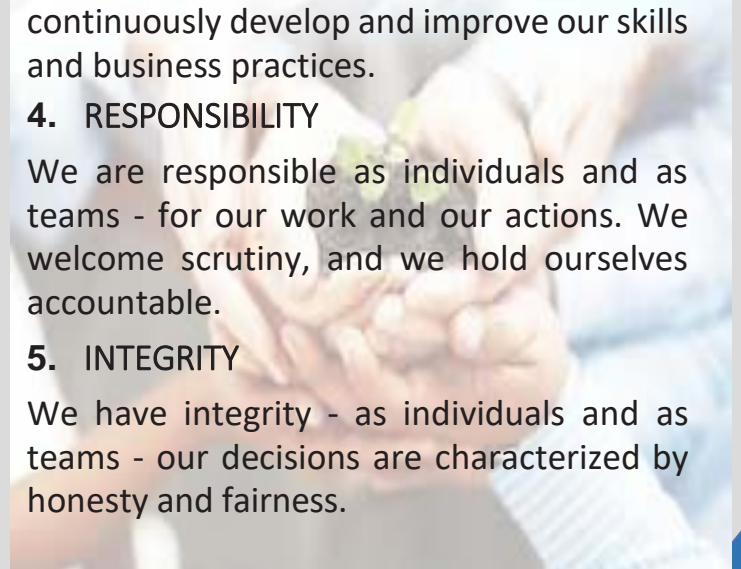 continuously develop and improve our skills
and business practices.
4. RESPONSIBILITY
We are responsible as individuals and as
teams - for our work and our actions. We
welcome scrutiny, and we hold ourselves
accountable.
5. INTEGRITY
We have integrity - as individuals and as
teams - our decisions are characterized by
honesty and fairness.